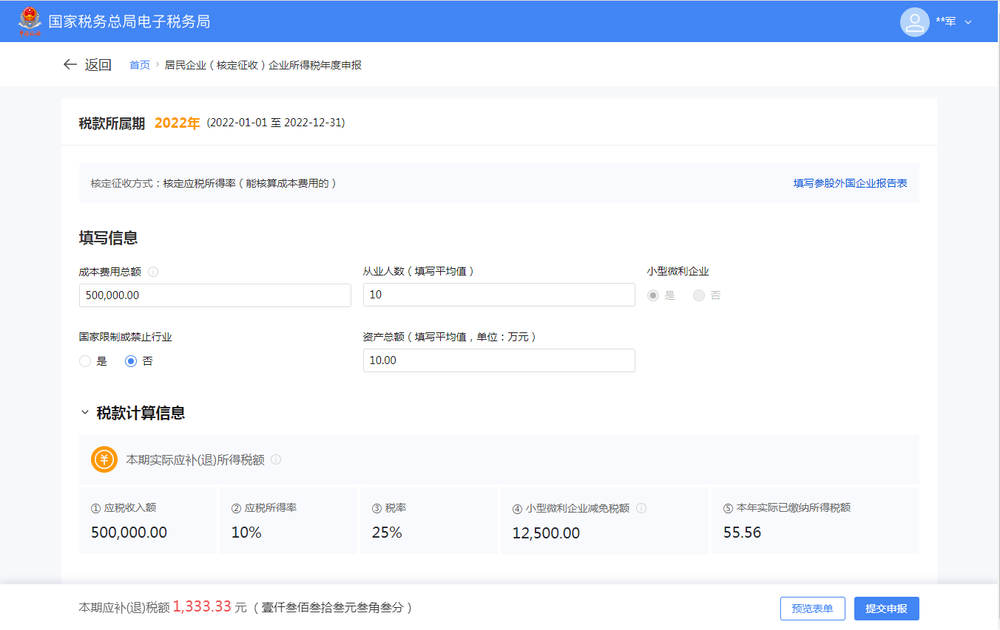 国家税务总局电子税务局
**军
返回 首页 › 居民企业（核定征收）企业所得税年度申报
税款所属期 2022年 (2022-01-01 至 2022-12-31)
核定征收方式：核定应税所得率（能核算成本费用的） 填写参股外国企业报告表
填写信息
成本费用总额 从业人数（填写平均值） 小型微利企业
500,000.00 10 是 否
国家限制或禁止行业 资产总额（填写平均值，单位：万元）
是 否 10.00
税款计算信息
本期实际应补(退)所得税额
① 应税收入额 ② 应税所得率 ③ 税率 ④ 小型微利企业减免税额 ⑤ 本年实际已缴纳所得税额
500,000.00 10% 25% 12,500.00 55.56
本期应补(退)税额 1,333.33 元（壹仟叁佰叁拾叁元叁角叁分） 预览表单 提交申报